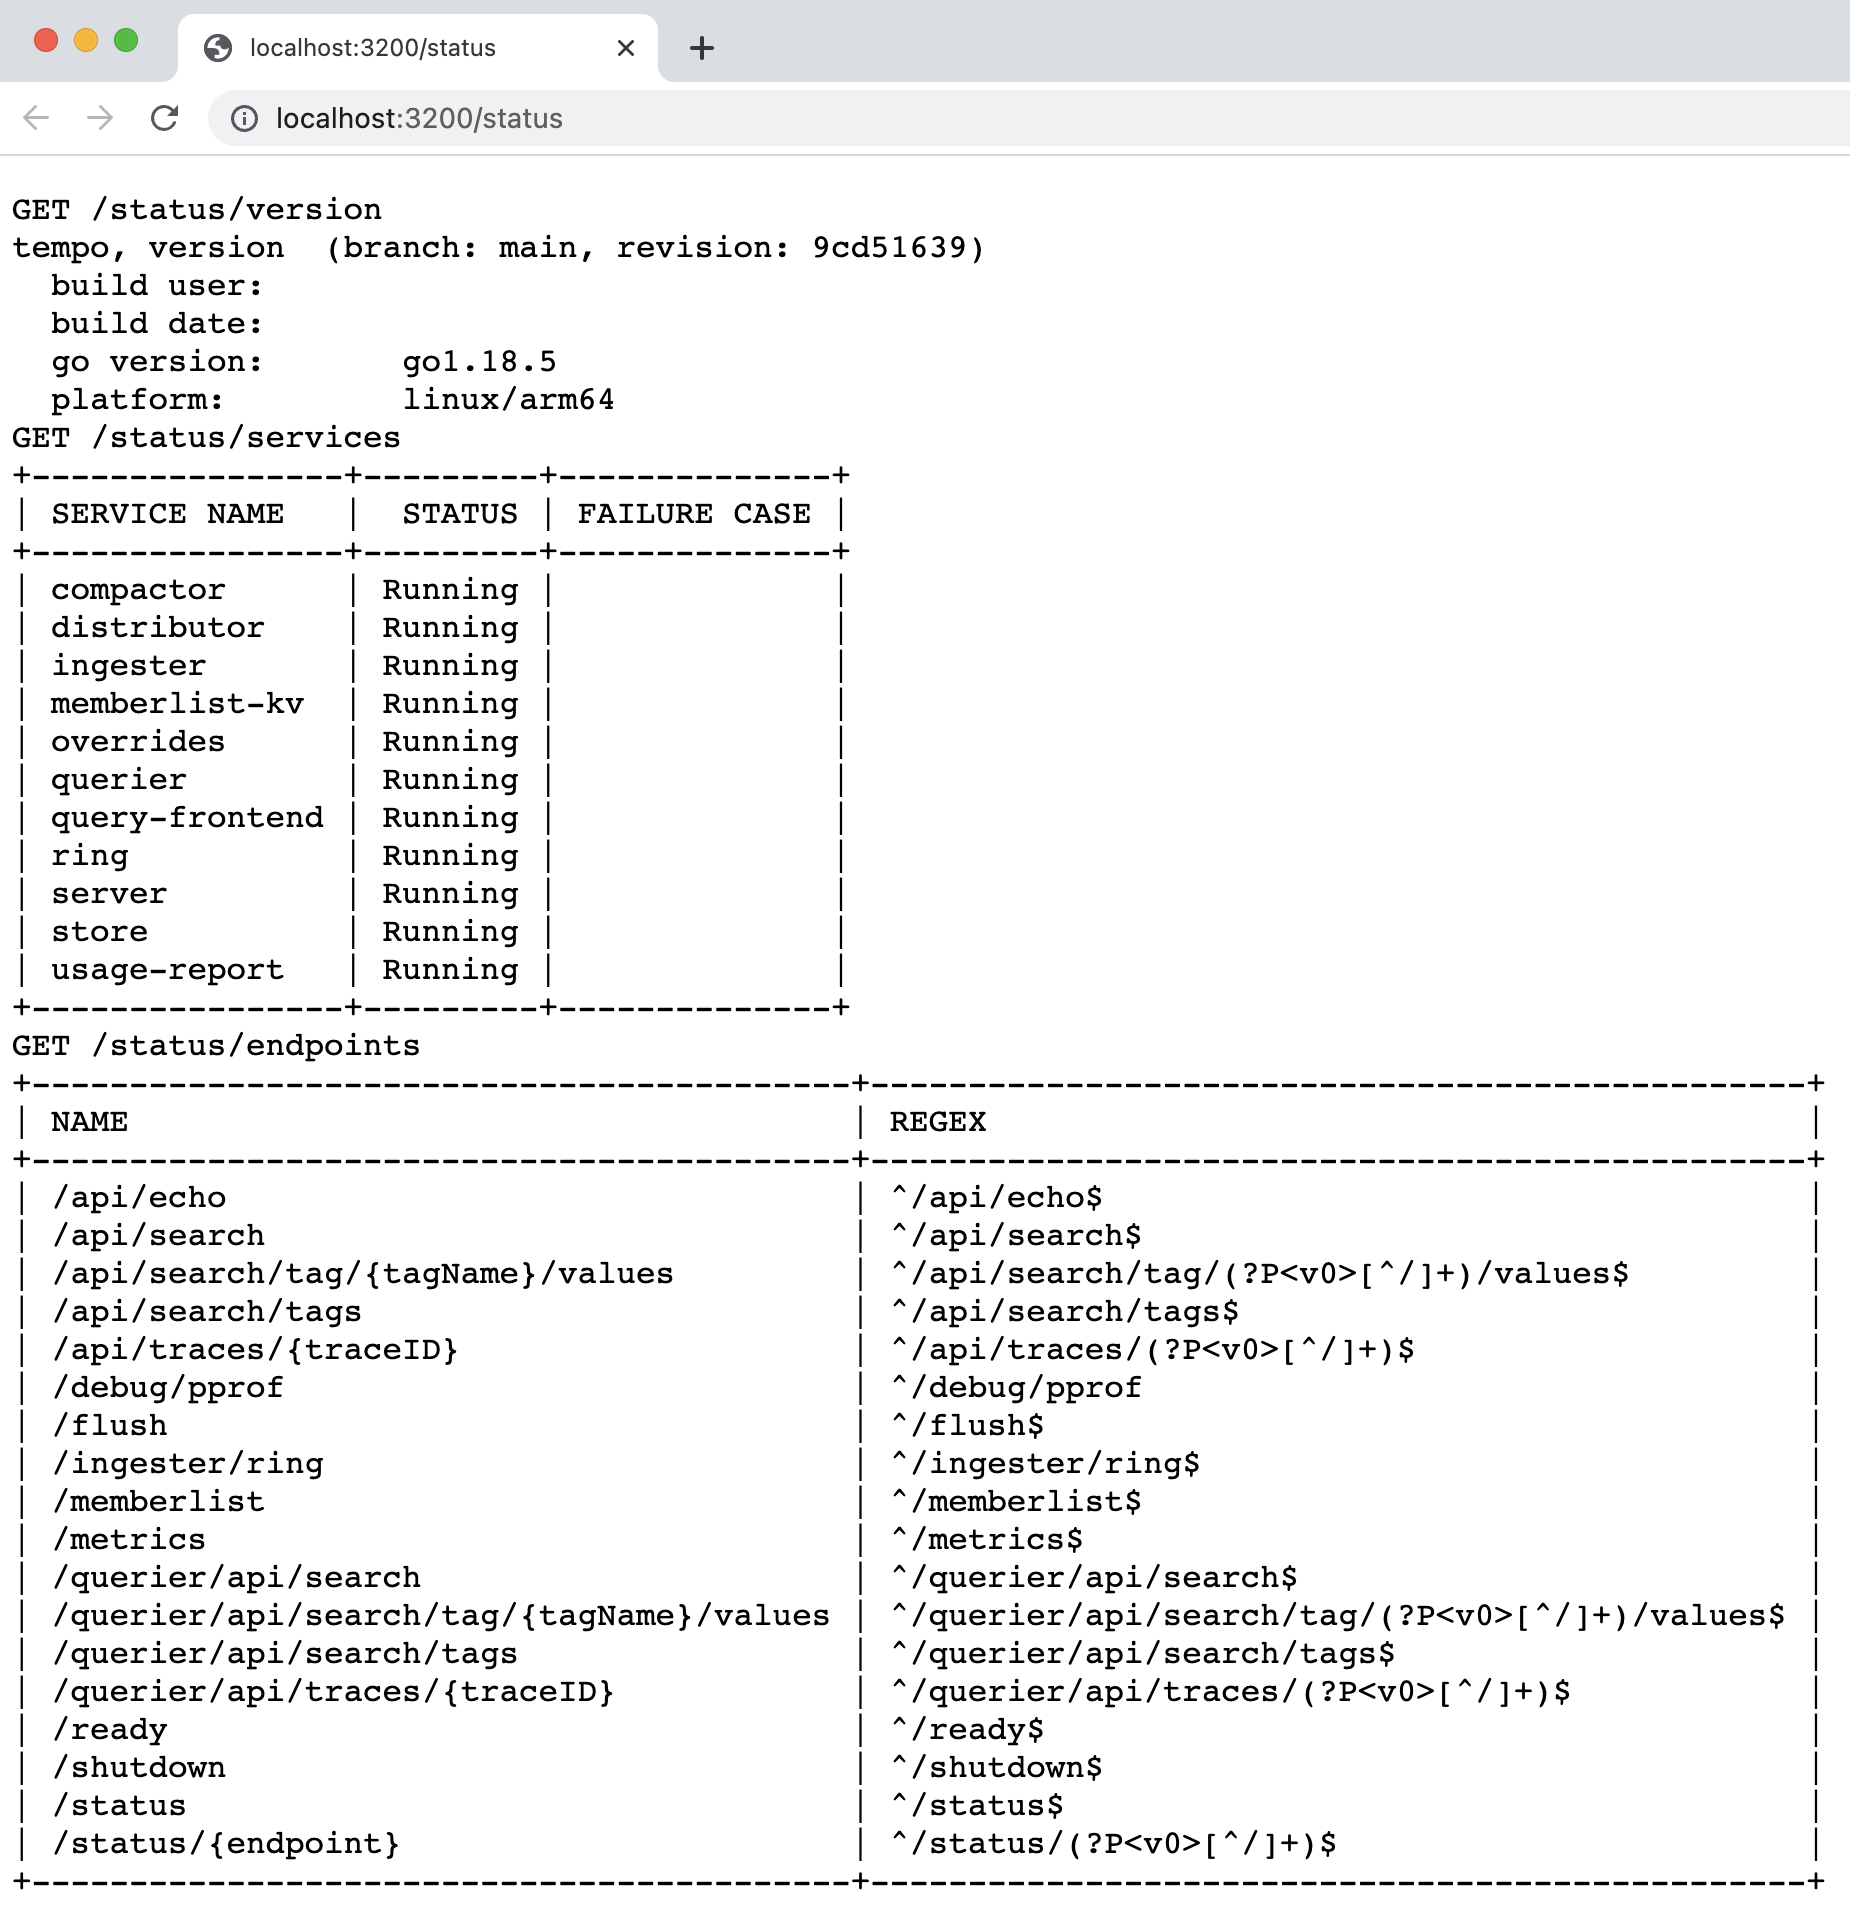 localhost:3200/status
localhost:3200/status
GET /status/version
tempo, version  (branch: main, revision: 9cd51639)
  build user:
  build date:
  go version:       go1.18.5
  platform:         linux/arm64
GET /status/services
+----------------+---------+--------------+
| SERVICE NAME   |  STATUS | FAILURE CASE |
+----------------+---------+--------------+
| compactor      | Running |              |
| distributor    | Running |              |
| ingester       | Running |              |
| memberlist-kv  | Running |              |
| overrides      | Running |              |
| querier        | Running |              |
| query-frontend | Running |              |
| ring           | Running |              |
| server         | Running |              |
| store          | Running |              |
| usage-report   | Running |              |
+----------------+---------+--------------+
GET /status/endpoints
+------------------------------------------+------------------------------------------------+
| NAME                                     | REGEX                                          |
+------------------------------------------+------------------------------------------------+
| /api/echo                                | ^/api/echo$                                    |
| /api/search                              | ^/api/search$                                  |
| /api/search/tag/{tagName}/values         | ^/api/search/tag/(?P<v0>[^/]+)/values$         |
| /api/search/tags                         | ^/api/search/tags$                             |
| /api/traces/{traceID}                    | ^/api/traces/(?P<v0>[^/]+)$                    |
| /debug/pprof                             | ^/debug/pprof                                  |
| /flush                                   | ^/flush$                                       |
| /ingester/ring                           | ^/ingester/ring$                               |
| /memberlist                              | ^/memberlist$                                  |
| /metrics                                 | ^/metrics$                                     |
| /querier/api/search                      | ^/querier/api/search$                          |
| /querier/api/search/tag/{tagName}/values | ^/querier/api/search/tag/(?P<v0>[^/]+)/values$ |
| /querier/api/search/tags                 | ^/querier/api/search/tags$                     |
| /querier/api/traces/{traceID}            | ^/querier/api/traces/(?P<v0>[^/]+)$            |
| /ready                                   | ^/ready$                                       |
| /shutdown                                | ^/shutdown$                                    |
| /status                                  | ^/status$                                      |
| /status/{endpoint}                       | ^/status/(?P<v0>[^/]+)$                        |
+------------------------------------------+------------------------------------------------+